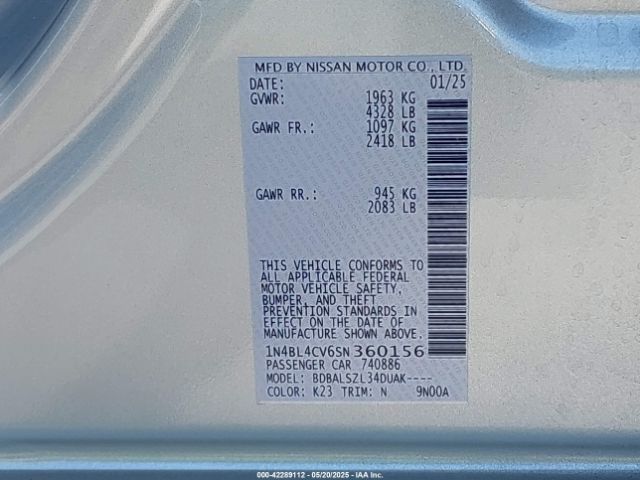 MFD BY NISSAN MOTOR CO., LTD.
DATE: 01/25
GVWR: 1963 KG
4328 LB
GAWR FR.: 1097 KG
2418 LB
GAWR RR.: 945 KG
2083 LB
THIS VEHICLE CONFORMS TO
ALL APPLICABLE FEDERAL
MOTOR VEHICLE SAFETY,
BUMPER, AND THEFT
PREVENTION STANDARDS
IN EFFECT ON THE DATE OF
MANUFACTURE SHOWN ABOVE.
1N4BL4CV6SN360156
PASSENGER CAR 740886
MODEL: BDBALSZL34DUAK----
COLOR: K23 TRIM: N 9N00A
000-42289112 - 05/20/2025 - IAA Inc.